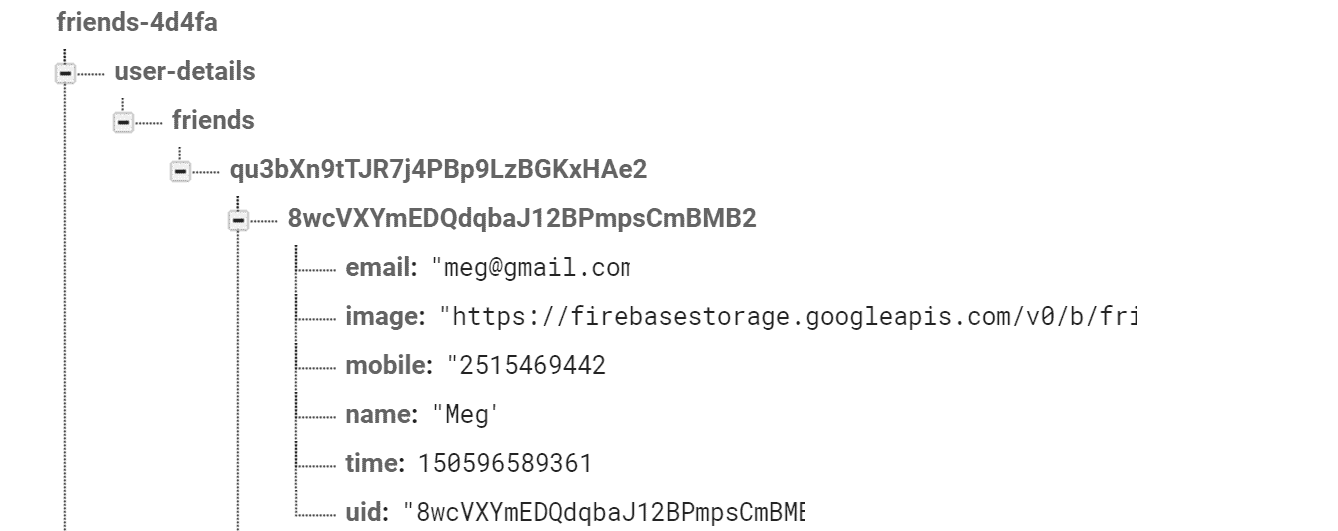 friends-4d4fa
user-details
friends
qu3bXn9tTJR7j4PBp9LzBGKxHAe2
8wcVXYmEDQdqbaJ12BPmpsCmBMB2
email: "meg@gmail.com
image: "https://firebasestorage.googleapis.com/v0/b/fri
mobile: "2515469442
name: "Meg'
time: 150596589361
uid: "8wcVXYmEDQdqbaJ12BPmpsCmBME